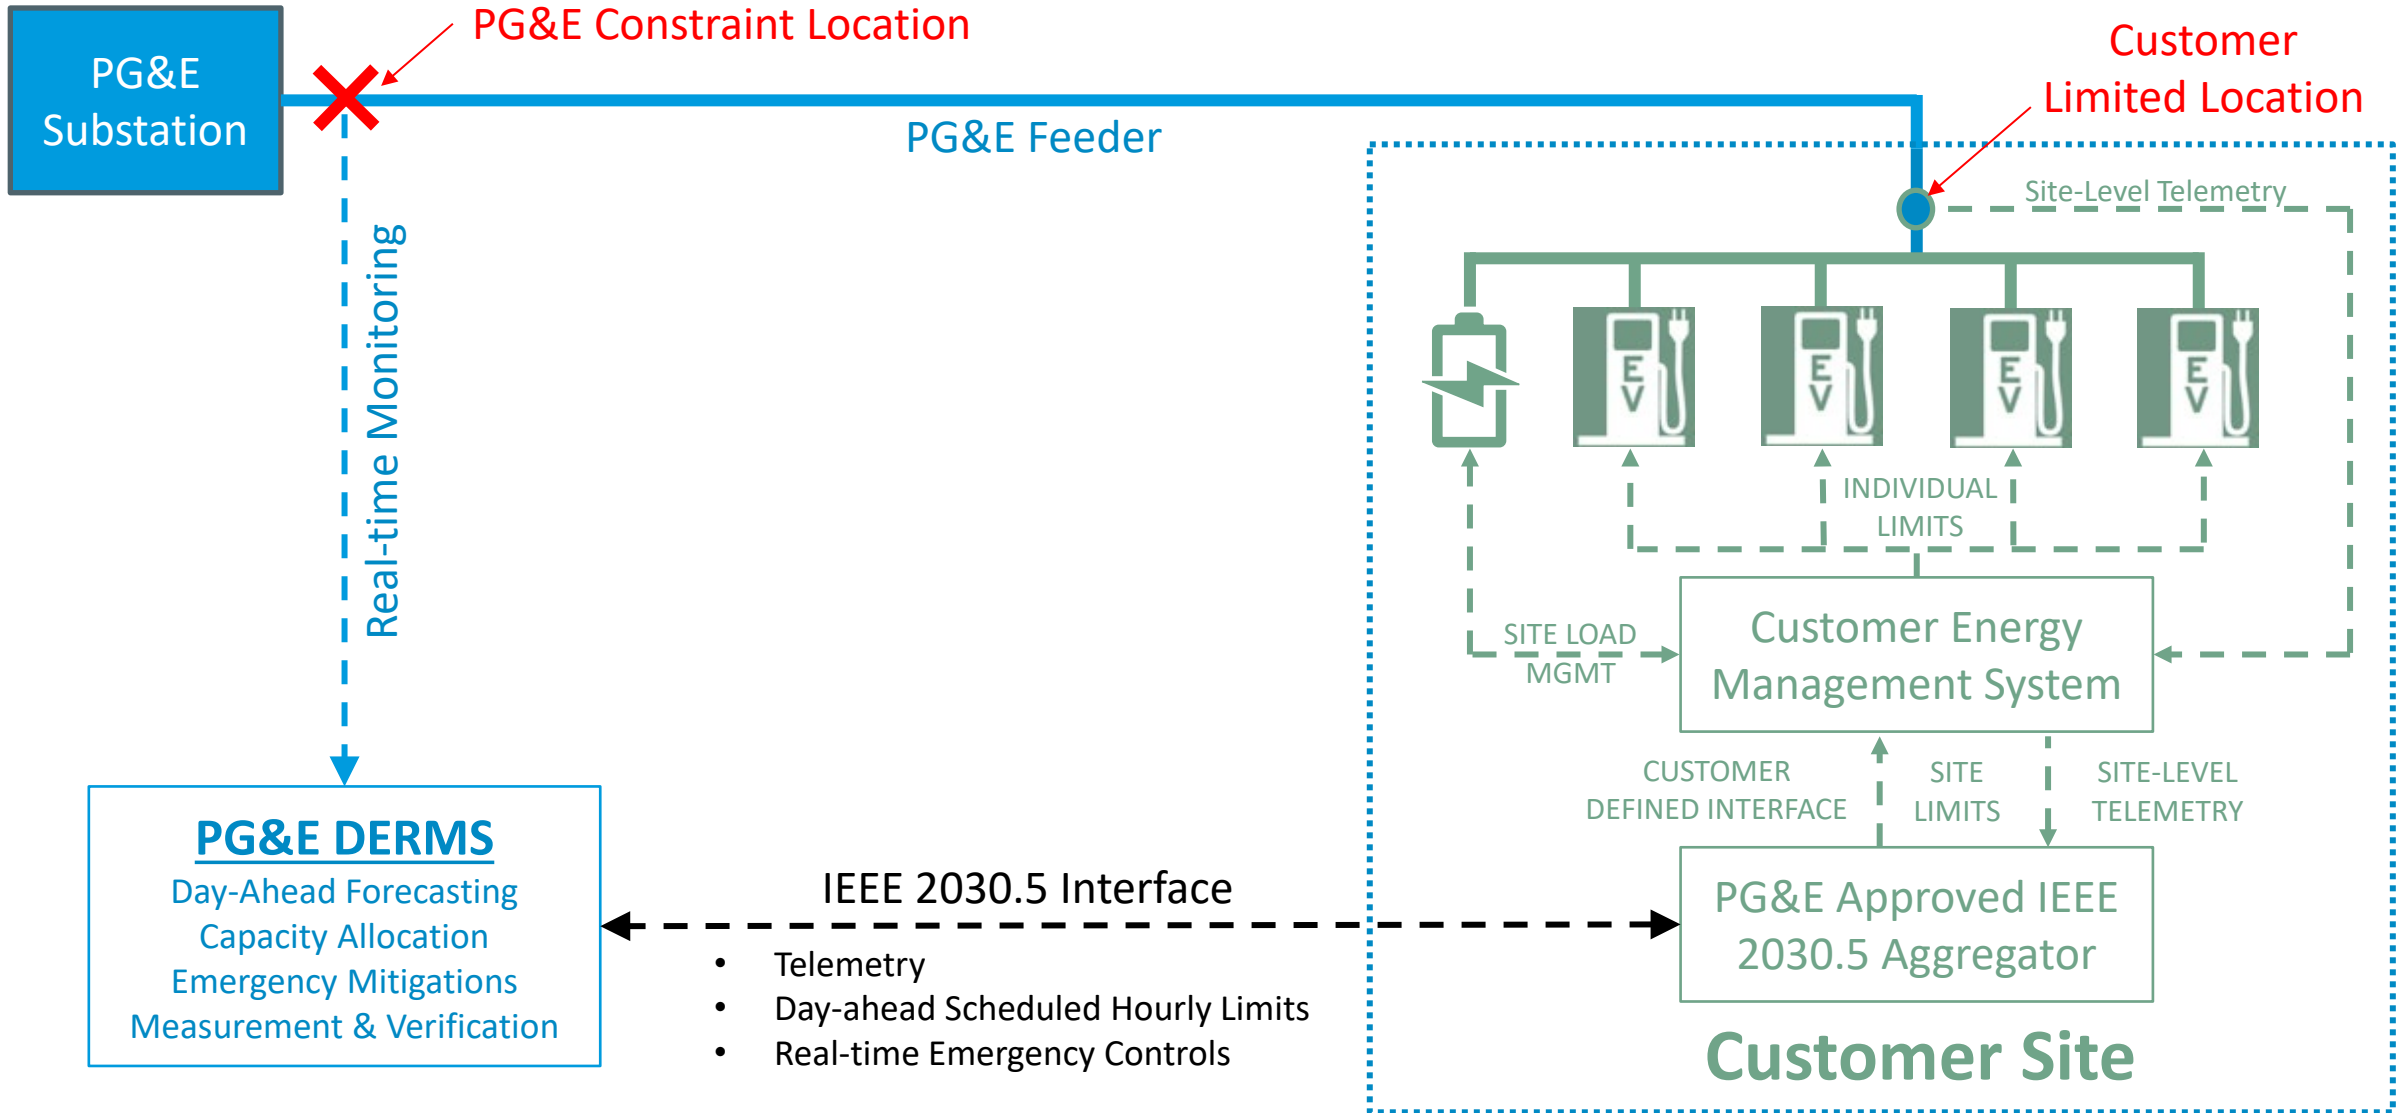 PG&E Constraint Location
PG&E
Substation
Customer
Limited Location
PG&E Feeder
Site-Level Telemetry
Real-time Monitoring
E
V
E
V
E
V
E
V
INDIVIDUAL
LIMITS
SITE LOAD
MGMT
Customer Energy
Management System
CUSTOMER
DEFINED INTERFACE
SITE
LIMITS
SITE-LEVEL
TELEMETRY
PG&E DERMS
Day-Ahead Forecasting
Capacity Allocation
Emergency Mitigations
Measurement & Verification
IEEE 2030.5 Interface
• Telemetry
• Day-ahead Scheduled Hourly Limits
• Real-time Emergency Controls
PG&E Approved IEEE
2030.5 Aggregator
Customer Site